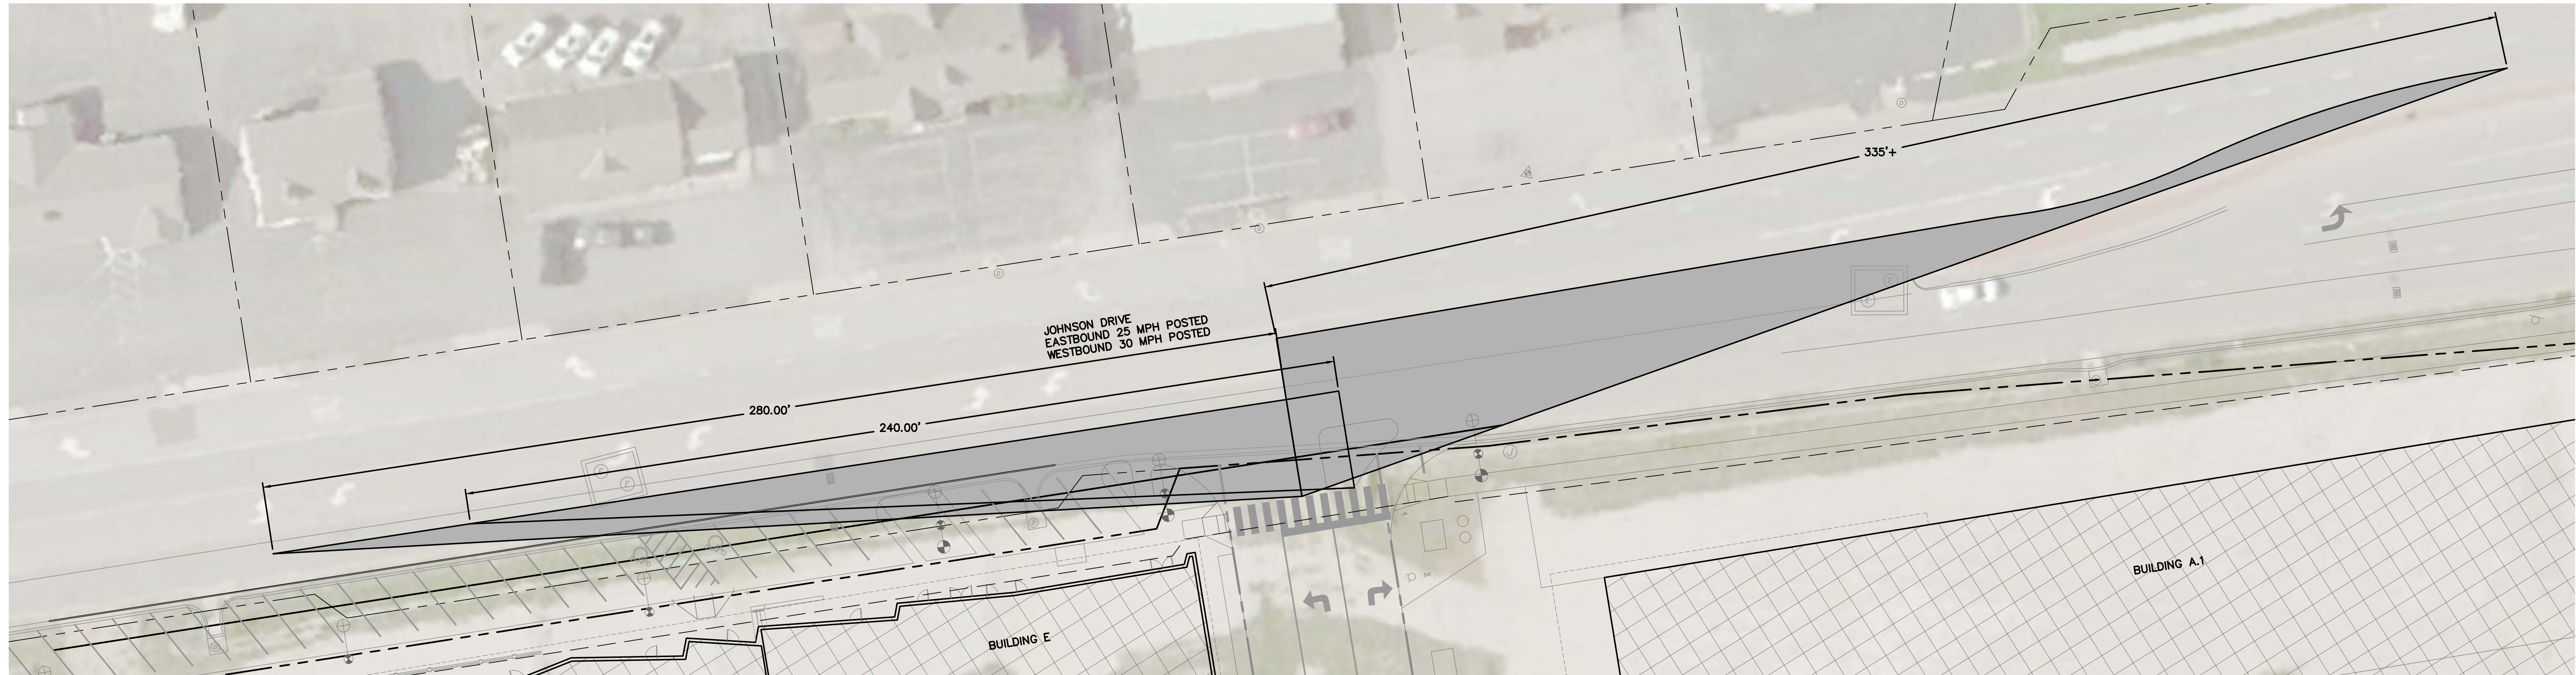 335'+
JOHNSON DRIVE
EASTBOUND 25 MPH POSTED
WESTBOUND 30 MPH POSTED
280.00'
240.00'
BUILDING A.1
BUILDING E